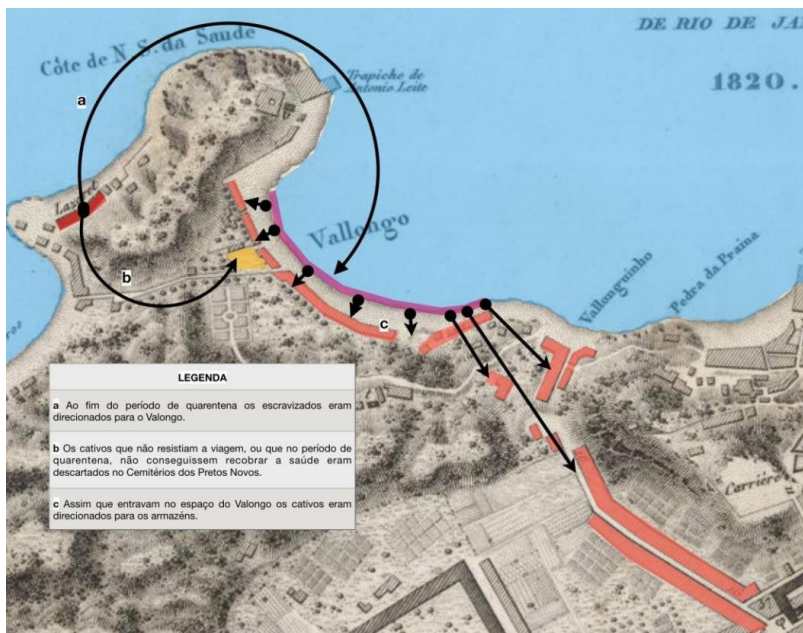 DE RIO DE JA
1820.
Côte de N. S. da Saude
Trapiche de
Antonio Leite
a
Lazaret
Vallongo
b
c
Vallonguinho
Pedra da Praina
Carrière
LEGENDA
a Ao fim do período de quarentena os escravizados eram
direcionados para o Valongo.
b Os cativos que não resistiam a viagem, ou que no período de
quarentena, não conseguissem recobrar a saúde eram
descartados no Cemitérios dos Pretos Novos.
c Assim que entravam no espaço do Valongo os cativos eram
direcionados para os armazéns.